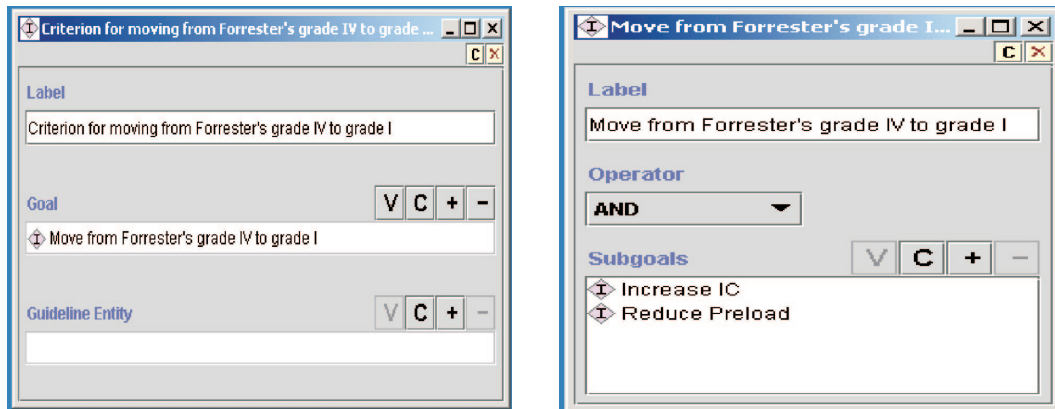 Criterion for moving from Forrester's grade IV to grade ...
C
Label
Criterion for moving from Forrester's grade IV to grade I
Goal
V C + -
Move from Forrester's grade IV to grade I
Guideline Entity
V C + -
Move from Forrester's grade I...
C
Label
Move from Forrester's grade IV to grade I
Operator
AND
Subgoals
V C + -
Increase IC
Reduce Preload